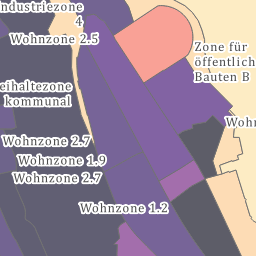 ndustriezone
4
Wohnzone 2.5
Zone für
öffentlich
Bauten B
eihaltezone
kommunal
Wohn
Wohnzone 2.7
Wohnzone 1.9
Wohnzone 2.7
Wohnzone 1.2